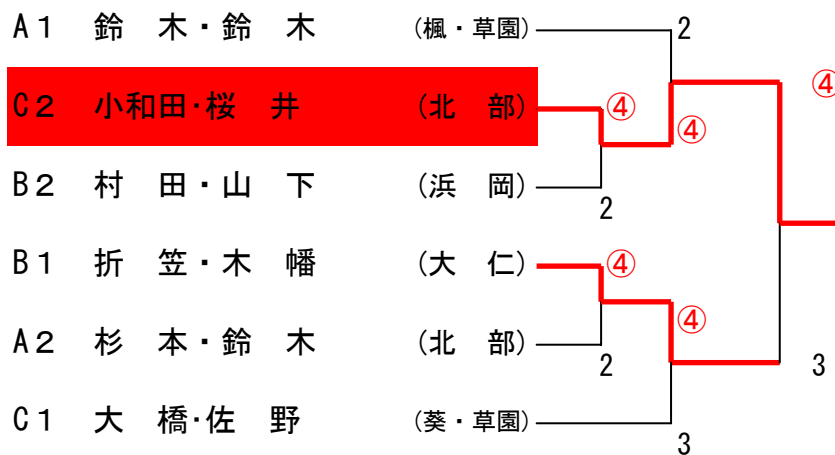 A1 鈴 木・鈴 木 (楓・草園) 2
④
C2 小和田・桜 井 (北 部) ④
④
B2 村 田・山 下 (浜 岡)
2
B1 折 笠・木 幡 (大 仁) ④
④
A2 杉 本・鈴 木 (北 部)
2 3
C1 大 橋・佐 野 (葵・草園)
3